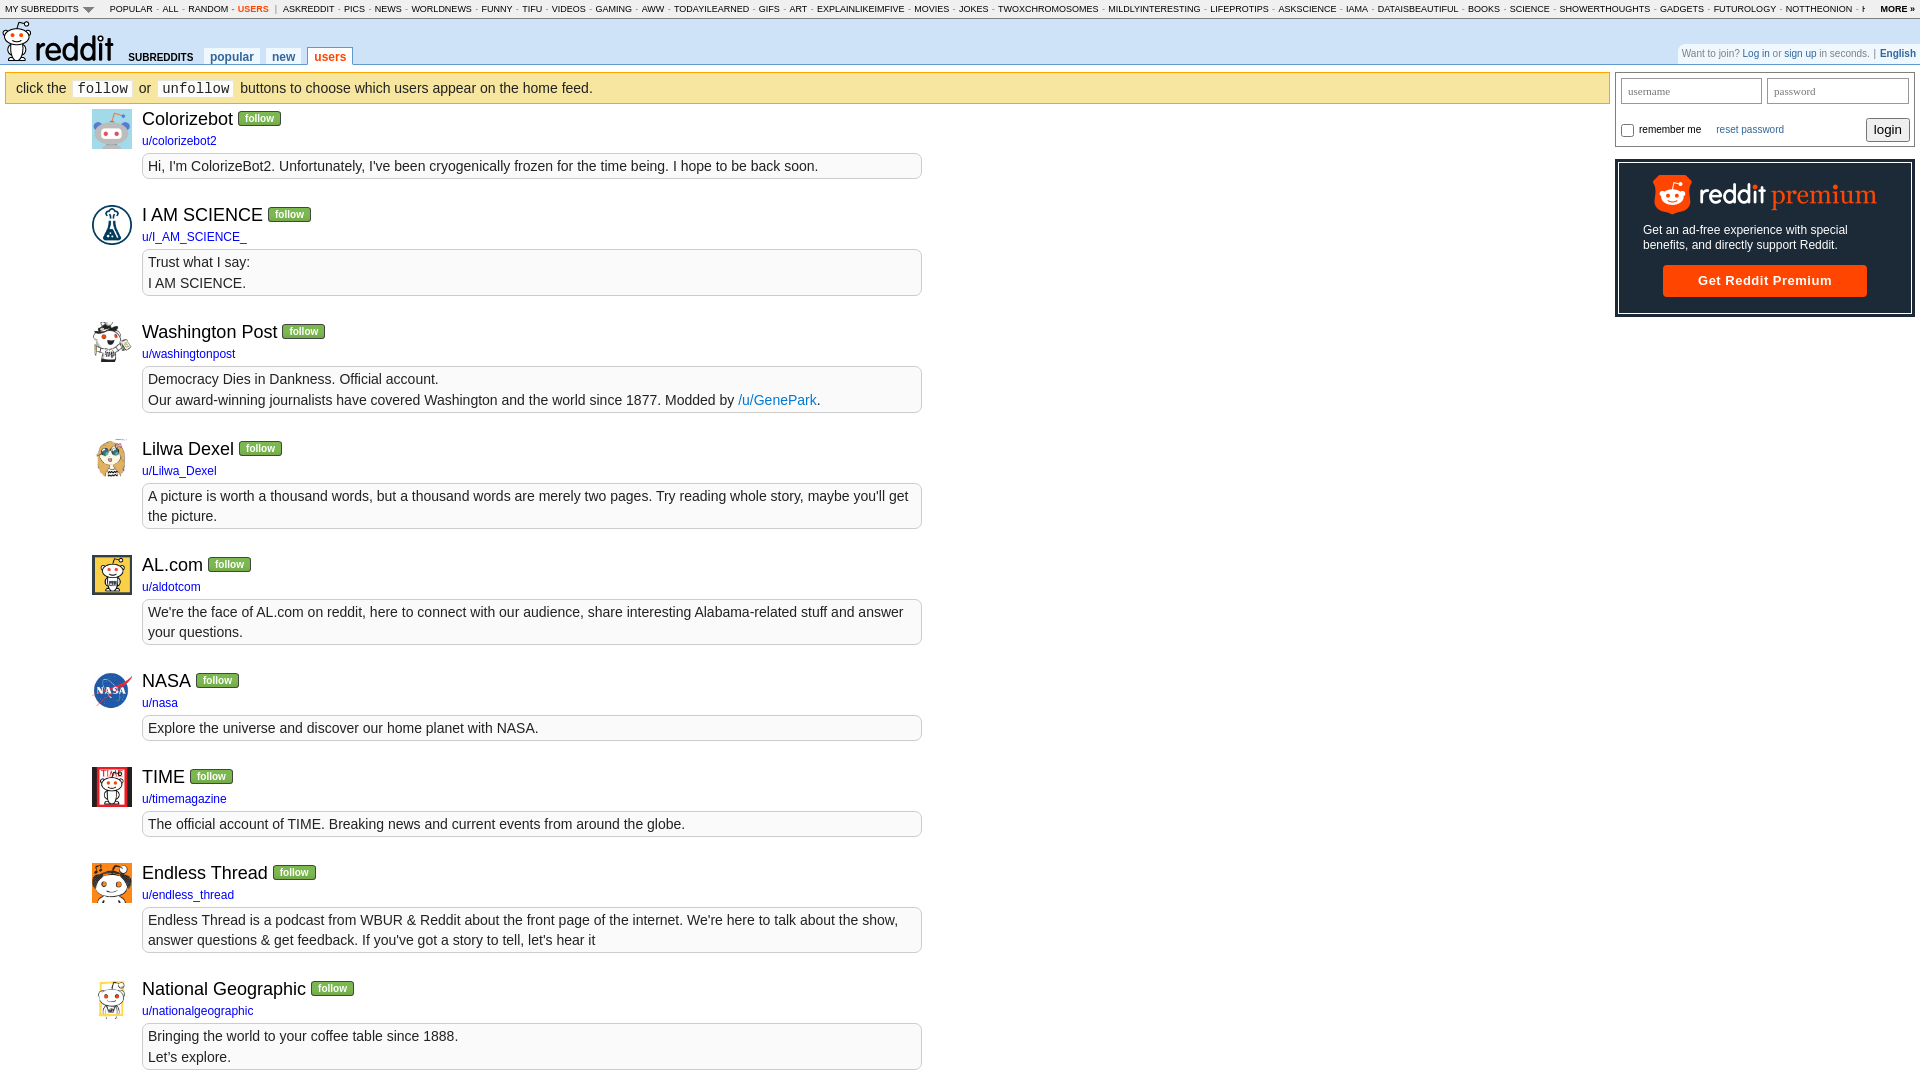 MY SUBREDDITS POPULAR - ALL - RANDOM - USERS | ASKREDDIT - PICS - NEWS - WORLDNEWS - FUNNY - TIFU - VIDEOS - GAMING - AWW - TODAYILEARNED - GIFS - ART - EXPLAINLIKEIMFIVE - MOVIES - JOKES - TWOXCHROMOSOMES - MILDLYINTERESTING - LIFEPROTIPS - ASKSCIENCE - IAMA - DATAISBEAUTIFUL - BOOKS - SCIENCE - SHOWERTHOUGHTS - GADGETS - FUTUROLOGY - NOTTHEONION - MORE »
reddit SUBREDDITS popular new users
Want to join? Log in or sign up in seconds. | English
click the follow or unfollow buttons to choose which users appear on the home feed.
username password
remember me reset password login
reddit premium
Get an ad-free experience with special
benefits, and directly support Reddit.
Get Reddit Premium
Colorizebot follow
u/colorizebot2
Hi, I'm ColorizeBot2. Unfortunately, I've been cryogenically frozen for the time being. I hope to be back soon.
I AM SCIENCE follow
u/I_AM_SCIENCE_
Trust what I say:
I AM SCIENCE.
Washington Post follow
u/washingtonpost
Democracy Dies in Dankness. Official account.
Our award-winning journalists have covered Washington and the world since 1877. Modded by /u/GenePark.
Lilwa Dexel follow
u/Lilwa_Dexel
A picture is worth a thousand words, but a thousand words are merely two pages. Try reading whole story, maybe you'll get
the picture.
AL.com follow
u/aldotcom
We're the face of AL.com on reddit, here to connect with our audience, share interesting Alabama-related stuff and answer
your questions.
NASA
NASA follow
u/nasa
Explore the universe and discover our home planet with NASA.
TIME follow
u/timemagazine
The official account of TIME. Breaking news and current events from around the globe.
Endless Thread follow
u/endless_thread
Endless Thread is a podcast from WBUR & Reddit about the front page of the internet. We're here to talk about the show,
answer questions & get feedback. If you've got a story to tell, let's hear it
National Geographic follow
u/nationalgeographic
Bringing the world to your coffee table since 1888.
Let’s explore.